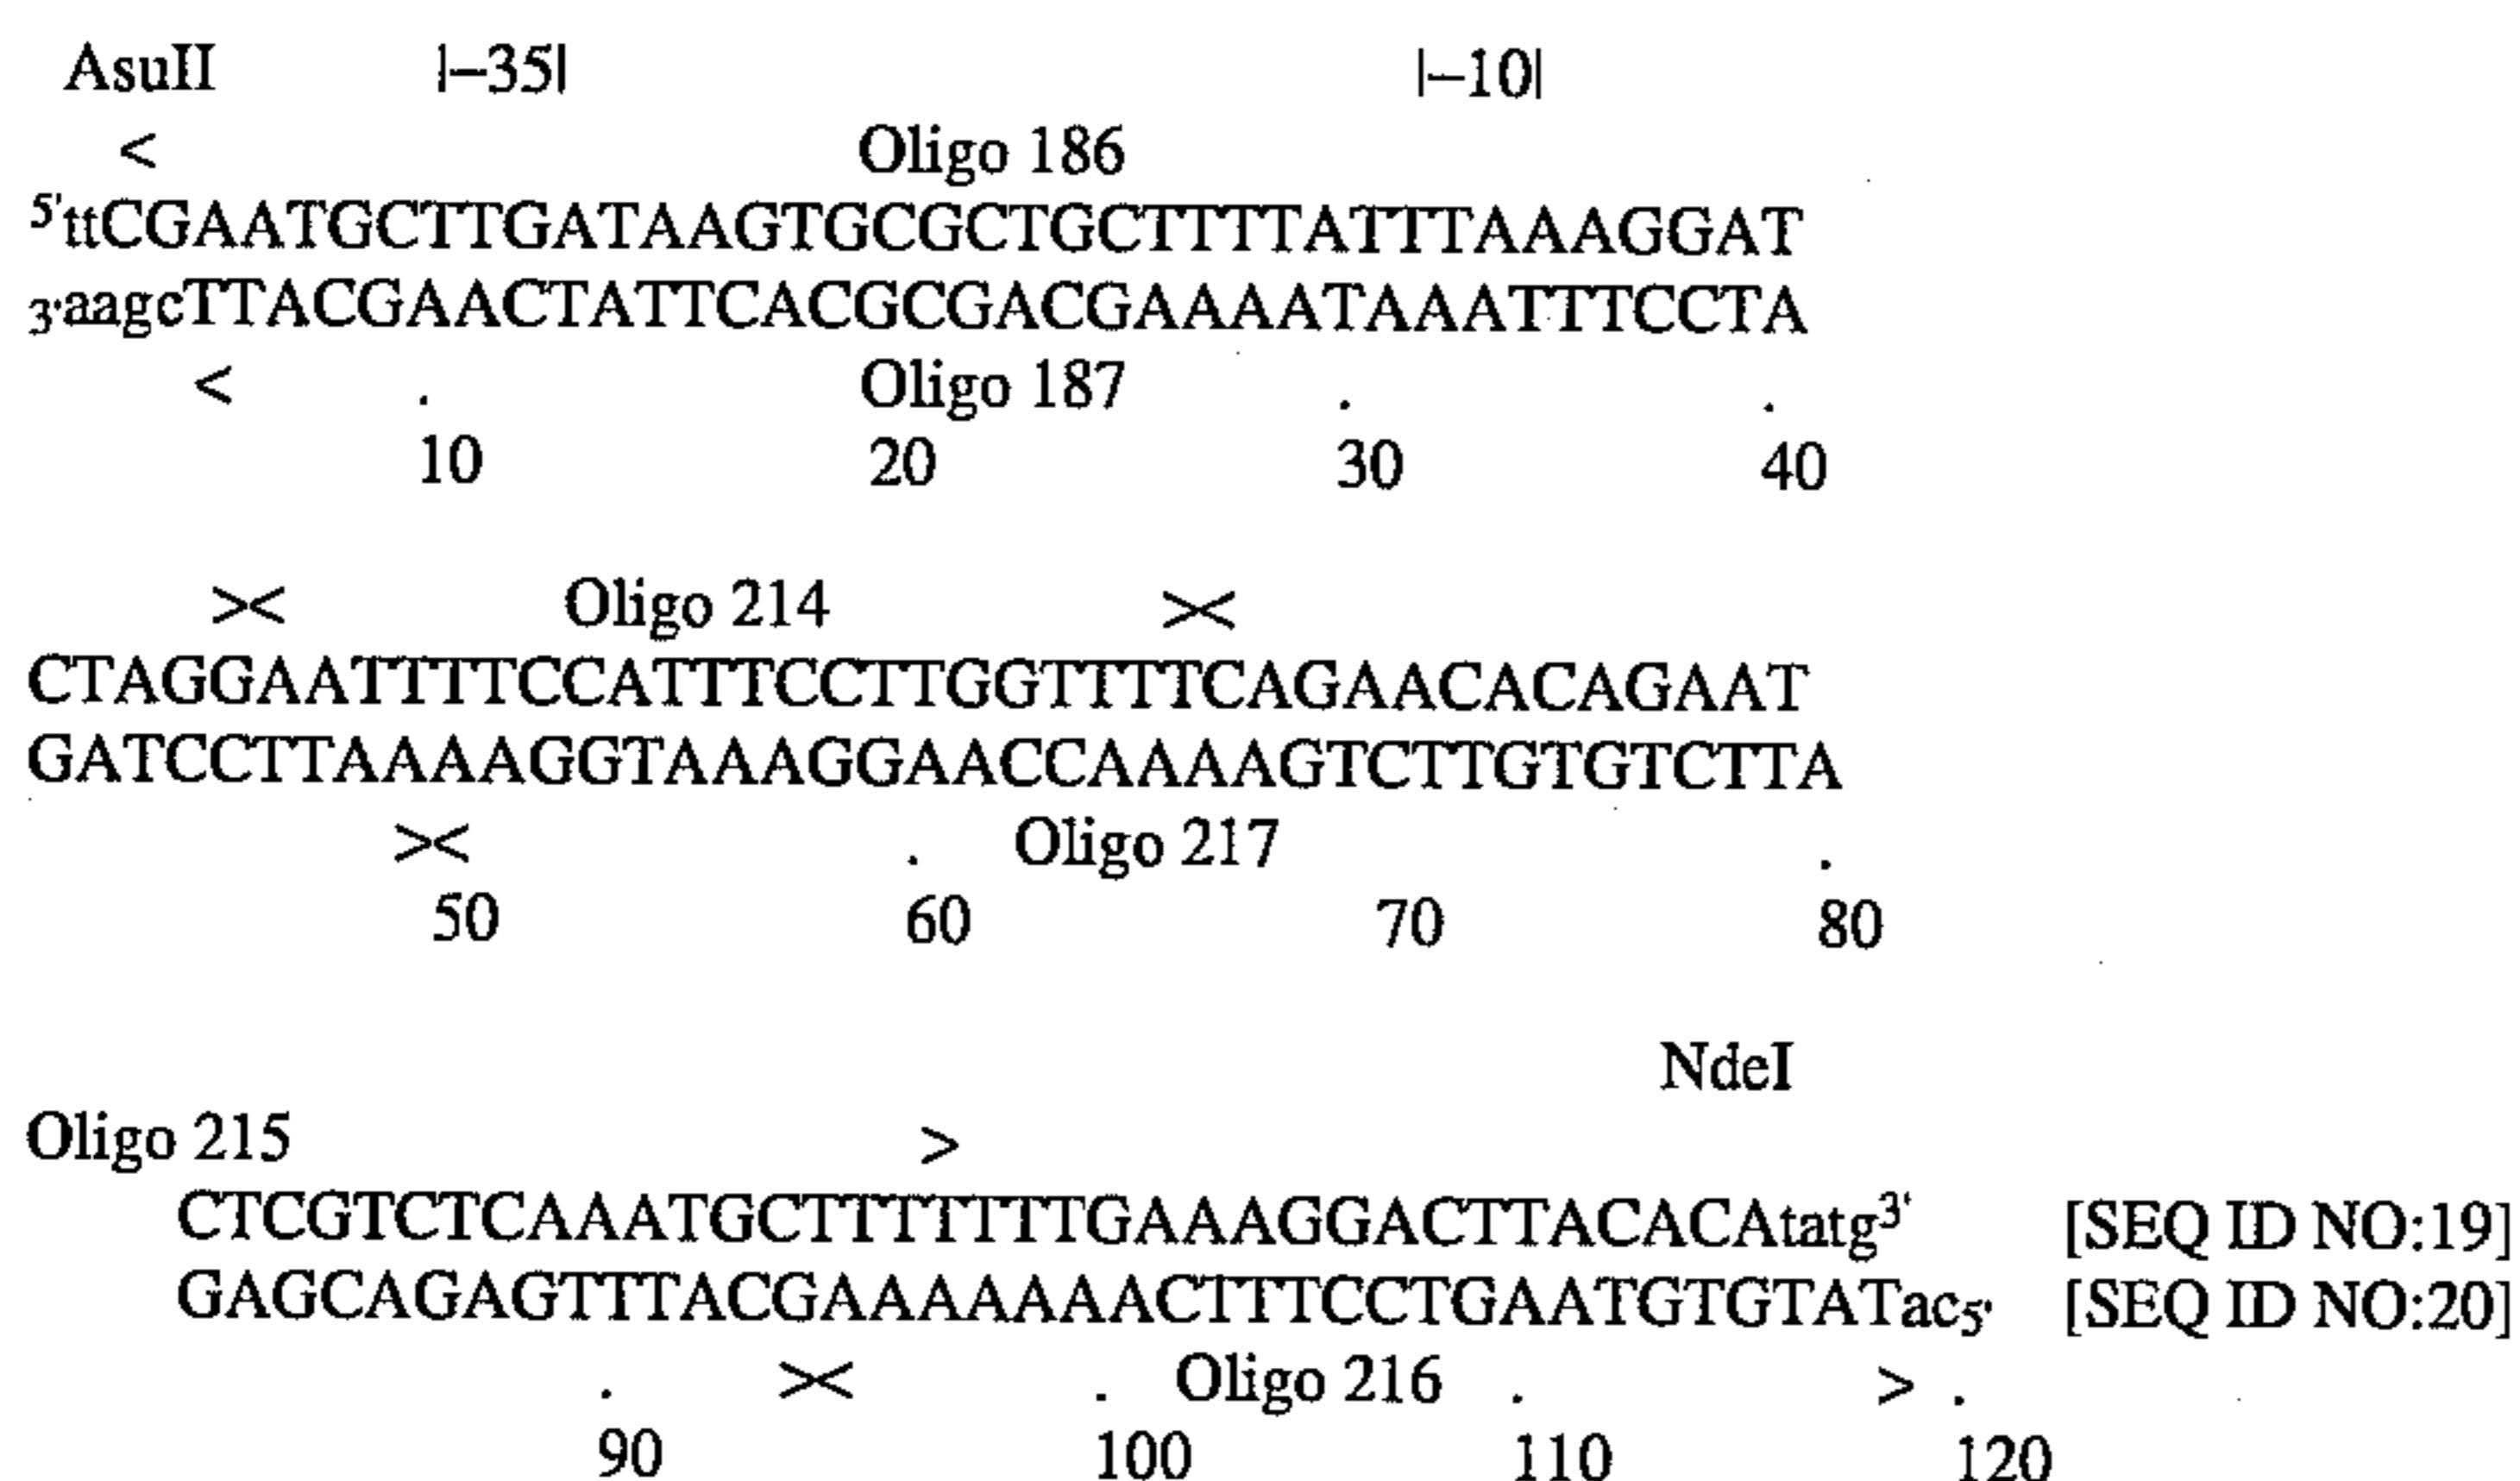 AsuII |–35| |–10|
< Oligo 186
5'ttCGAATGCTTGATAAGTGCGCTGCTTTTATTTAAAGGAT
3'aagcTTACGAACTATTCACGCGACGAAAATAAATTTCCTA
< . Oligo 187 . .
10 20 30 40
>< Oligo 214 ><
CTAGGAATTTTCCATTTCCTTGGTTTTCAGAACACAGAAT
GATCCTTAAAAGGTAAAGGAACCAAAAGTCTTGTGTCTTA
>< . Oligo 217 .
50 60 70 80
NdeI
Oligo 215 >
CTCGTCTCAAATGCTTTTTTTGAAAGGACTTACACAtatg3' [SEQ ID NO:19]
GAGCAGAGTTTACGAAAAAAACTTTCCTGAATGTGTATac5' [SEQ ID NO:20]
. >< . Oligo 216 . > .
90 100 110 120